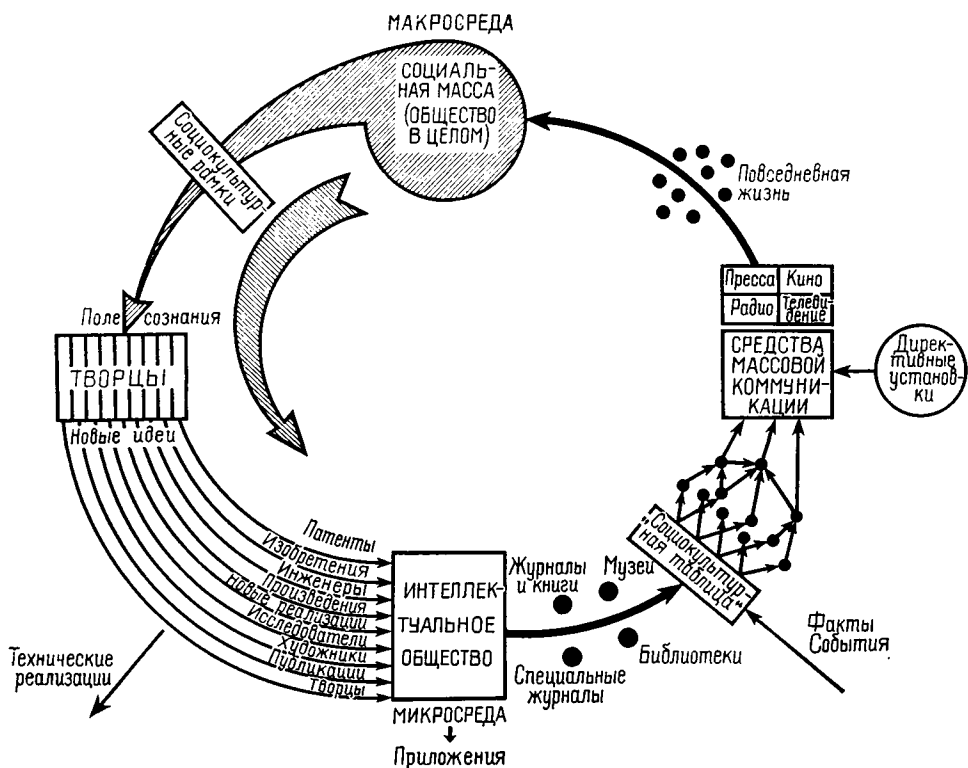 МАКРОСРЕДА
СОЦИАЛЬ-
НАЯ МАССА
(ОБЩЕСТВО
В ЦЕЛОМ)
Социокультур-
ные рамки
Повседневная
жизнь
Пресса
Кино
Радио
Телеви-
дение
СРЕДСТВА
МАССОВОЙ
КОММУНИ-
КАЦИИ
Дирек-
тивные
установ-
ки
Поле сознания
ТВОРЦЫ
Новые идеи
Патенты
Изобретения
Инженеры
Произведения
Новые реализации
Исследователи
Художники
Публикации
Творцы
Технические
реализации
ИНТЕЛЛЕК-
ТУАЛЬНОЕ
ОБЩЕСТВО
МИКРОСРЕДА
Приложения
Журналы
и книги
Музеи
Специальные
журналы
Библиотеки
"Социокультур-
ная таблица"
Факты
События